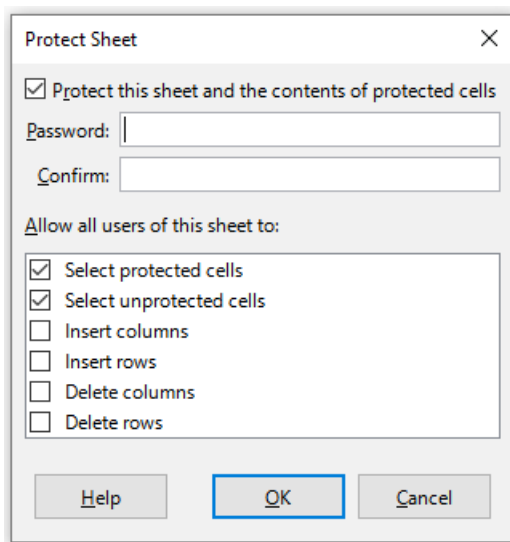 Protect Sheet
Protect this sheet and the contents of protected cells
Password:
Confirm:
Allow all users of this sheet to:
Select protected cells
Select unprotected cells
Insert columns
Insert rows
Delete columns
Delete rows
Help OK Cancel